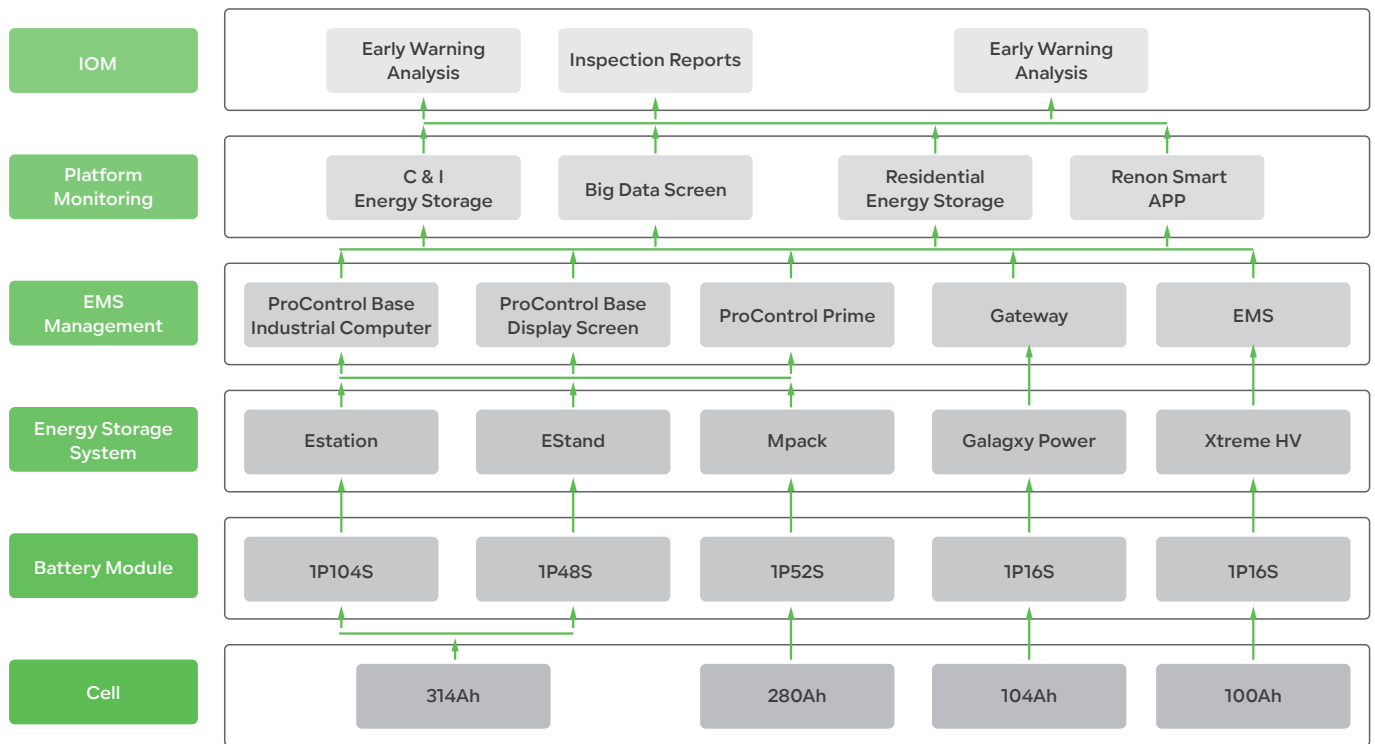 IOM
Early Warning
Analysis
Inspection Reports
Early Warning
Analysis
Platform
Monitoring
C & I
Energy Storage
Big Data Screen
Residential
Energy Storage
Renon Smart
APP
EMS
Management
ProControl Base
Industrial Computer
ProControl Base
Display Screen
ProControl Prime
Gateway
EMS
Energy Storage
System
Estation
EStand
Mpack
Galagxy Power
Xtreme HV
Battery Module
1P104S
1P48S
1P52S
1P16S
1P16S
Cell
314Ah
280Ah
104Ah
100Ah